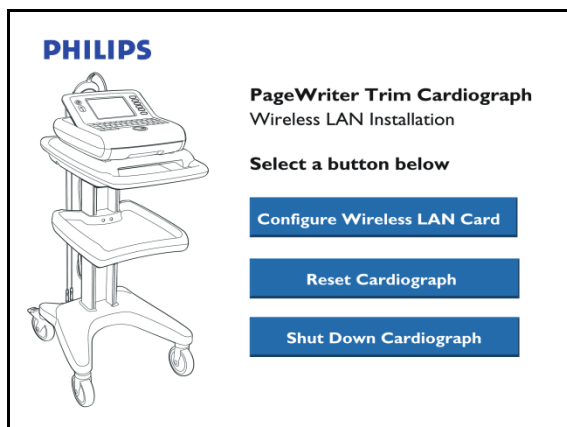 PHILIPS
PageWriter Trim Cardiograph
Wireless LAN Installation
Select a button below
Configure Wireless LAN Card
Reset Cardiograph
Shut Down Cardiograph